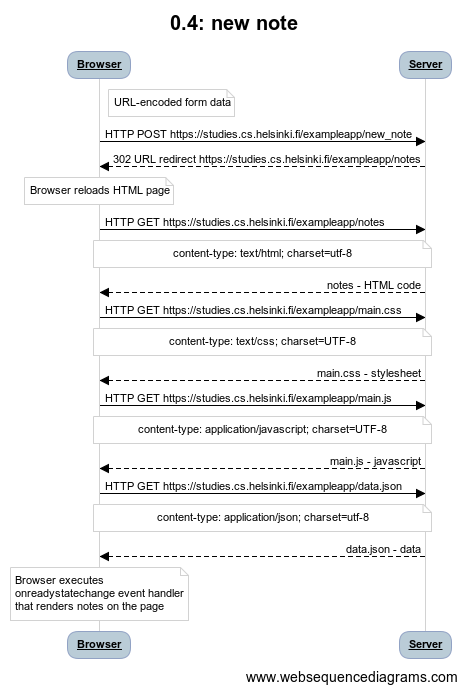 0.4: new note
Browser
Server
URL-encoded form data
HTTP POST https://studies.cs.helsinki.fi/exampleapp/new_note
302 URL redirect https://studies.cs.helsinki.fi/exampleapp/notes
Browser reloads HTML page
HTTP GET https://studies.cs.helsinki.fi/exampleapp/notes
content-type: text/html; charset=utf-8
notes - HTML code
HTTP GET https://studies.cs.helsinki.fi/exampleapp/main.css
content-type: text/css; charset=UTF-8
main.css - stylesheet
HTTP GET https://studies.cs.helsinki.fi/exampleapp/main.js
content-type: application/javascript; charset=UTF-8
main.js - javascript
HTTP GET https://studies.cs.helsinki.fi/exampleapp/data.json
content-type: application/json; charset=utf-8
data.json - data
Browser executes
onreadystatechange event handler
that renders notes on the page
Browser
Server
www.websequencediagrams.com